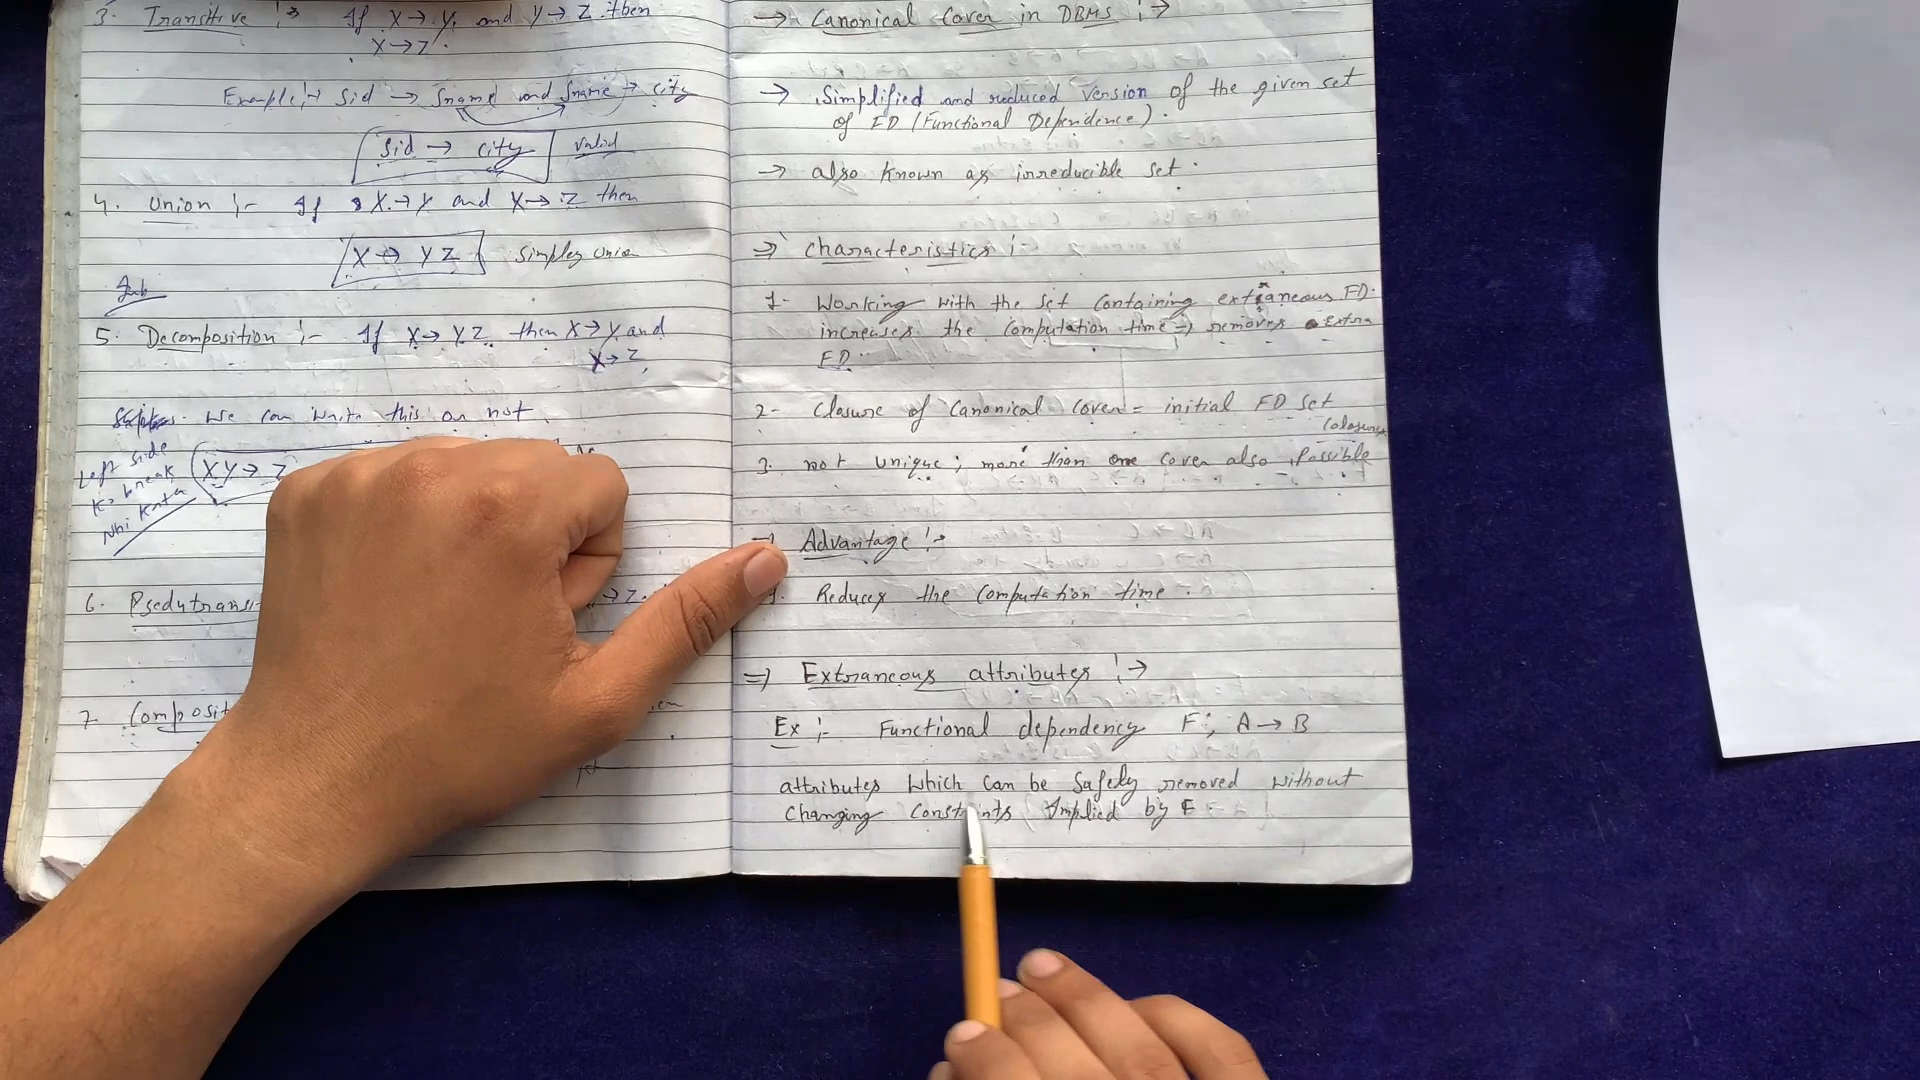 3. Transitive :→ If X→Y, and Y→Z then
X→Z.
Example :→ Sid → Sname and Sname → city
Sid → city valid
4. Union :- If X→Y and X→Z then
X → YZ
5. Decomposition :- If X→YZ then X→Y and
X→Z,
we can write this or not
Left side
ko break
Nhi Karta
XY→Z
6. Psedutransi
→Z.
7. Composit
→ Canonical Cover in DBMS :→
→ Simplified and reduced version of the given set
of FD (Functional Dependence).
→ also known as irreducible set.
⇒ Characteristics :-
1- Working with the set containing extraneous FD.
increases the computation time ⇒ removes extra
FD.
2- Closure of Canonical Cover = initial FD set
3. not unique; more than one cover also possible
⇒ Advantage :→
1. Reduces the Computation time.
⇒ Extraneous attributes :→
Ex :- Functional dependency F:, A→B
attributes which can be safely removed without
Changing Constraints Implied by F